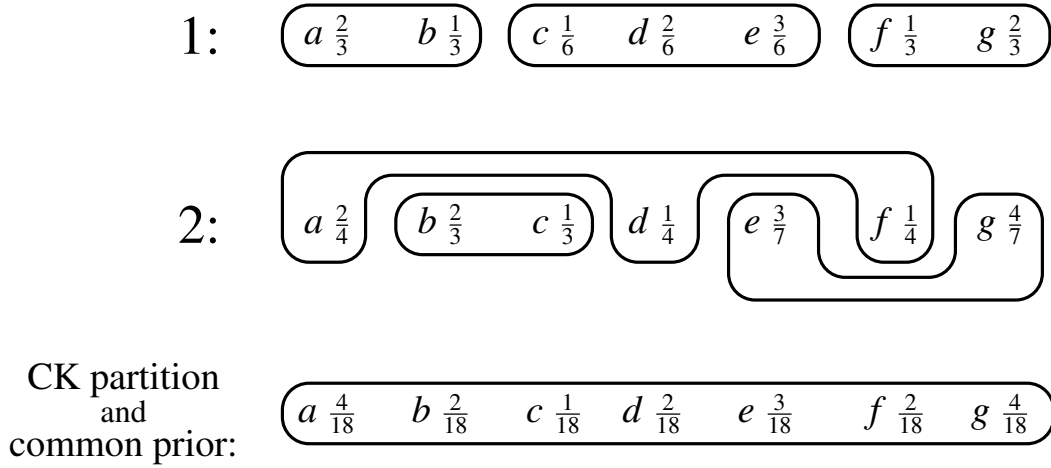 1: a 2/3 b 1/3 c 1/6 d 2/6 e 3/6 f 1/3 g 2/3
2: a 2/4 b 2/3 c 1/3 d 1/4 e 3/7 f 1/4 g 4/7
CK partition
and
common prior: a 4/18 b 2/18 c 1/18 d 2/18 e 3/18 f 2/18 g 4/18